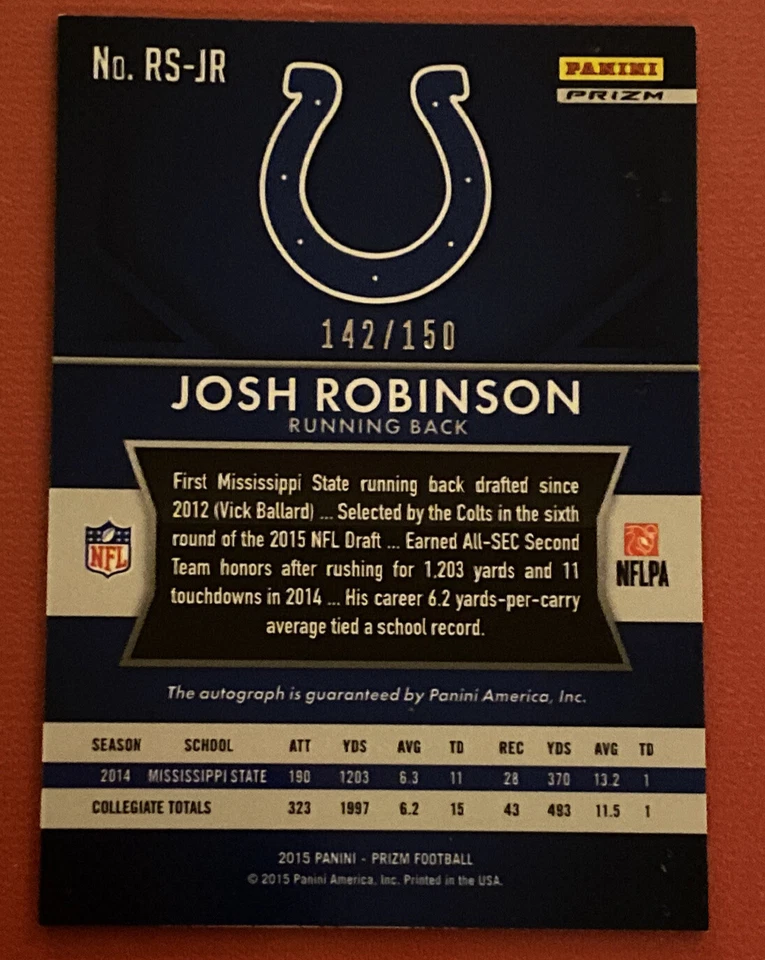 No. RS-JR
PANINI
PRIZM
142/150
JOSH ROBINSON
RUNNING BACK
First Mississippi State running back drafted since
2012 (Vick Ballard) ... Selected by the Colts in the sixth
round of the 2015 NFL Draft ... Earned All-SEC Second
Team honors after rushing for 1,203 yards and 11
touchdowns in 2014 ... His career 6.2 yards-per-carry
average tied a school record.
NFL
NFLPA
The autograph is guaranteed by Panini America, Inc.
SEASON SCHOOL ATT YDS AVG TD REC YDS AVG TD
2014 MISSISSIPPI STATE 190 1203 6.3 11 28 370 13.2 1
COLLEGIATE TOTALS 323 1997 6.2 15 43 493 11.5 1
2015 PANINI - PRIZM FOOTBALL
© 2015 Panini America, Inc. Printed in the USA.